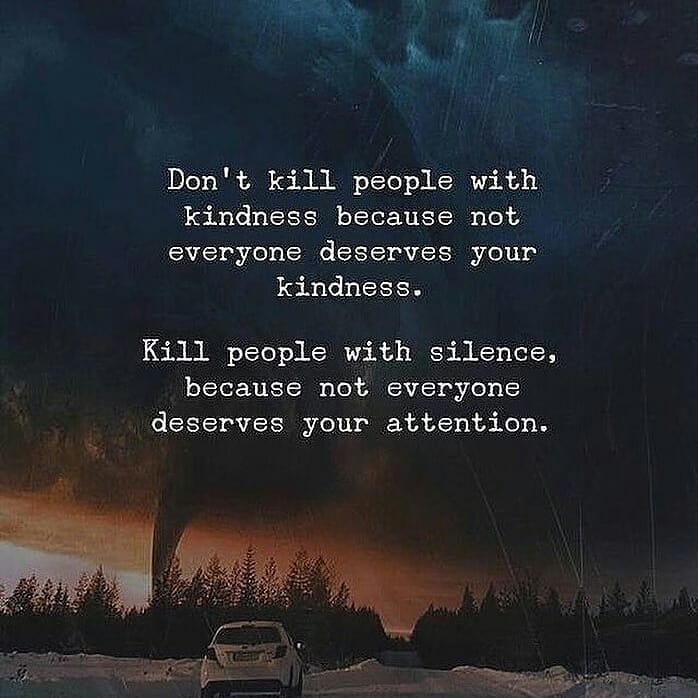 Don't kill people with
kindness because not
everyone deserves your
kindness.
Kill people with silence,
because not everyone
deserves your attention.